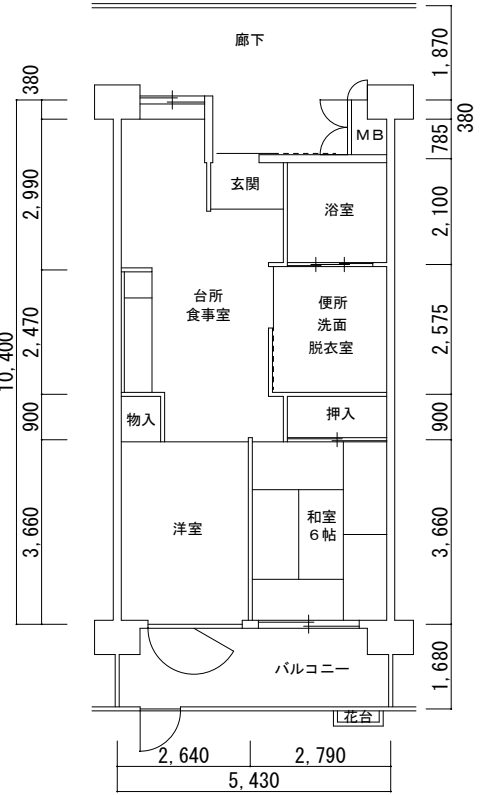 廊下
1,870
380
380
MB
785
玄関
浴室
2,990
2,100
台所
食事室
便所
洗面
脱衣室
2,470
2,575
10,400
物入
押入
900
900
洋室
和室
6帖
3,660
3,660
バルコニー
1,680
花台
2,640
2,790
5,430